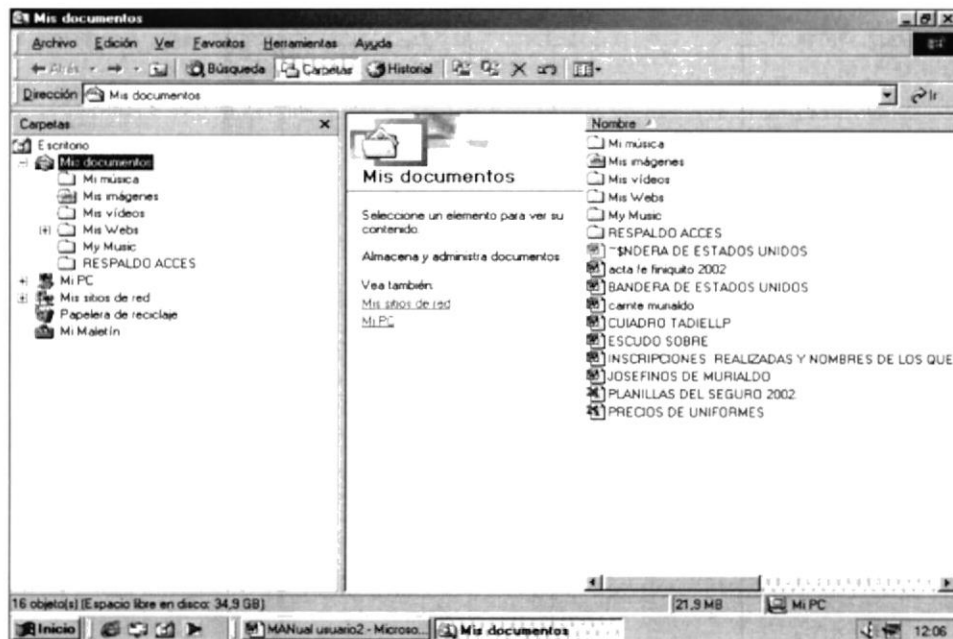 Mis documentos
Archivo Edición Ver Favoritos Herramientas Ayuda
Atrás Búsqueda Carpetas Historial
Dirección Mis documentos Ir
Carpetas
Escritorio
Mis documentos
Mi música
Mis imágenes
Mis vídeos
Mis Webs
My Music
RESPALDO ACCES
Mi PC
Mis sitios de red
Papelera de reciclaje
Mi Maletín
Mis documentos
Seleccione un elemento para ver su
contenido.
Almacena y administra documentos
Vea también:
Mis sitios de red
Mi PC
Nombre
Mi música
Mis imágenes
Mis vídeos
Mis Webs
My Music
RESPALDO ACCES
~$NDERA DE ESTADOS UNIDOS
acta fe finiquito 2002
BANDERA DE ESTADOS UNIDOS
CUIADRO TADIELLP
ESCUDO SOBRE
INSCRIPCIONES REALIZADAS Y NOMBRES DE LOS QUE
JOSEFINOS DE MURIALDO
PLANILLAS DEL SEGURO 2002
PRECIOS DE UNIFORMES
16 objeto(s) (Espacio libre en disco: 34,9 GB) 21,9 MB Mi PC
Inicio MANual usuario2 - Microso... Mis documentos 12:06